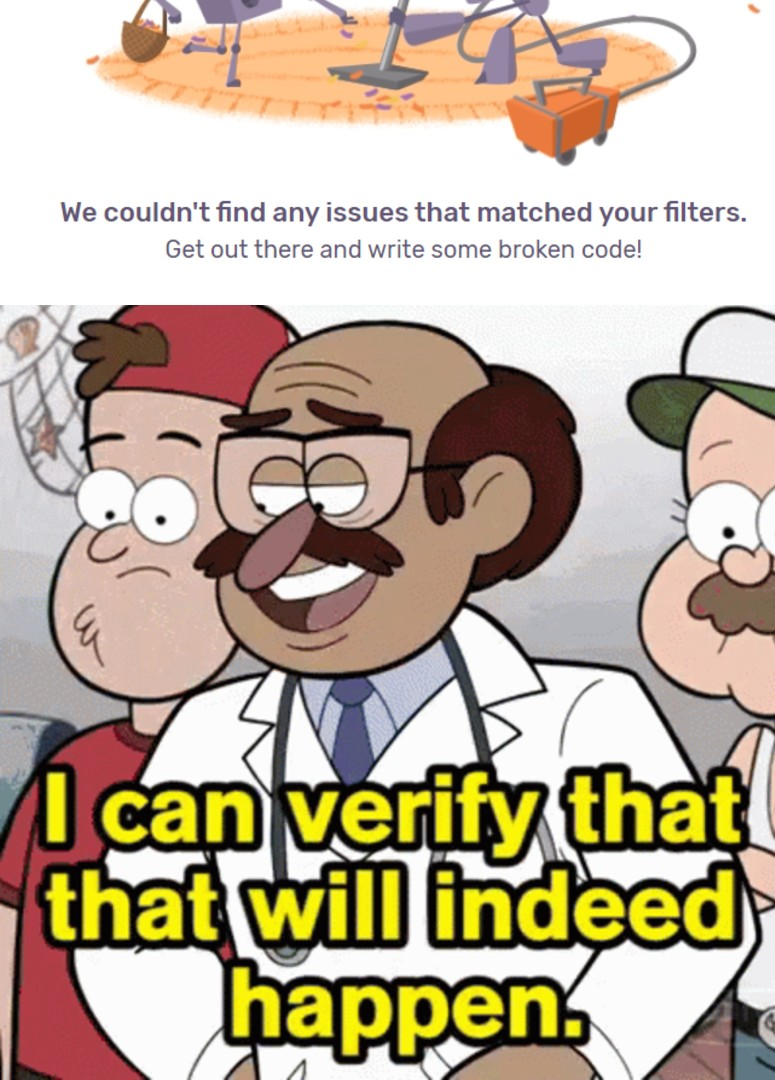 We couldn't find any issues that matched your filters.
Get out there and write some broken code!
I can verify that
that will indeed
happen.